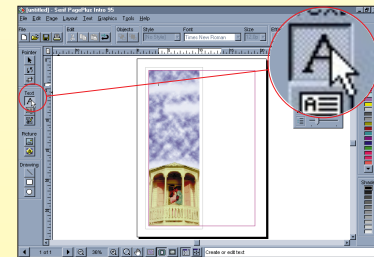 [untitled] - Serif PagePlus Intro 95
File Edit Page Layout Text Graphics Tools Help
File Edit Objects Style Font Size
Times New Roman
Pointer
Text
A
Picture
Drawing
A
Shade
1 of 1 36% Create or edit text